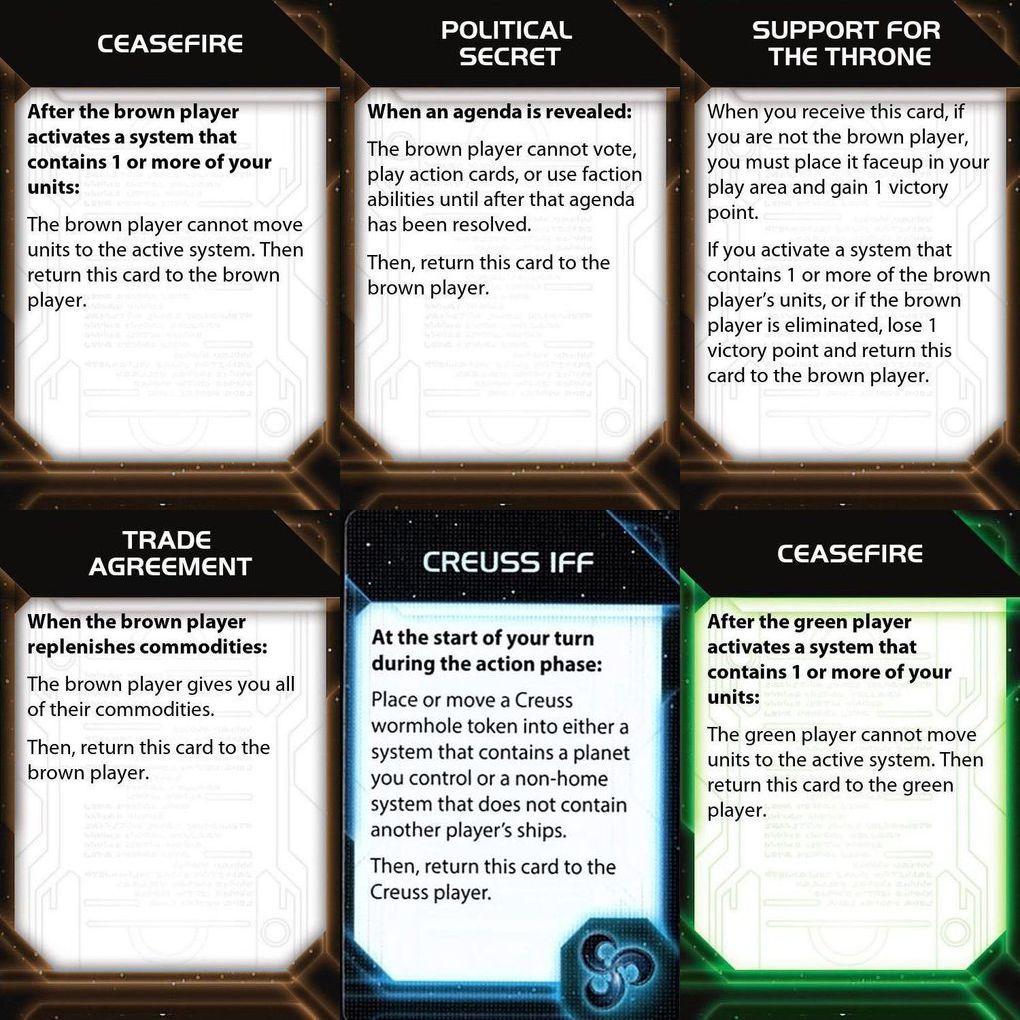 CEASEFIRE
After the brown player
activates a system that
contains 1 or more of your
units:
The brown player cannot move
units to the active system. Then
return this card to the brown
player.
POLITICAL
SECRET
When an agenda is revealed:
The brown player cannot vote,
play action cards, or use faction
abilities until after that agenda
has been resolved.
Then, return this card to the
brown player.
SUPPORT FOR
THE THRONE
When you receive this card, if
you are not the brown player,
you must place it faceup in your
play area and gain 1 victory
point.
If you activate a system that
contains 1 or more of the brown
player’s units, or if the brown
player is eliminated, lose 1
victory point and return this
card to the brown player.
TRADE
AGREEMENT
When the brown player
replenishes commodities:
The brown player gives you all
of their commodities.
Then, return this card to the
brown player.
CREUSS IFF
At the start of your turn
during the action phase:
Place or move a Creuss
wormhole token into either a
system that contains a planet
you control or a non-home
system that does not contain
another player’s ships.
Then, return this card to the
Creuss player.
CEASEFIRE
After the green player
activates a system that
contains 1 or more of your
units:
The green player cannot move
units to the active system. Then
return this card to the green
player.